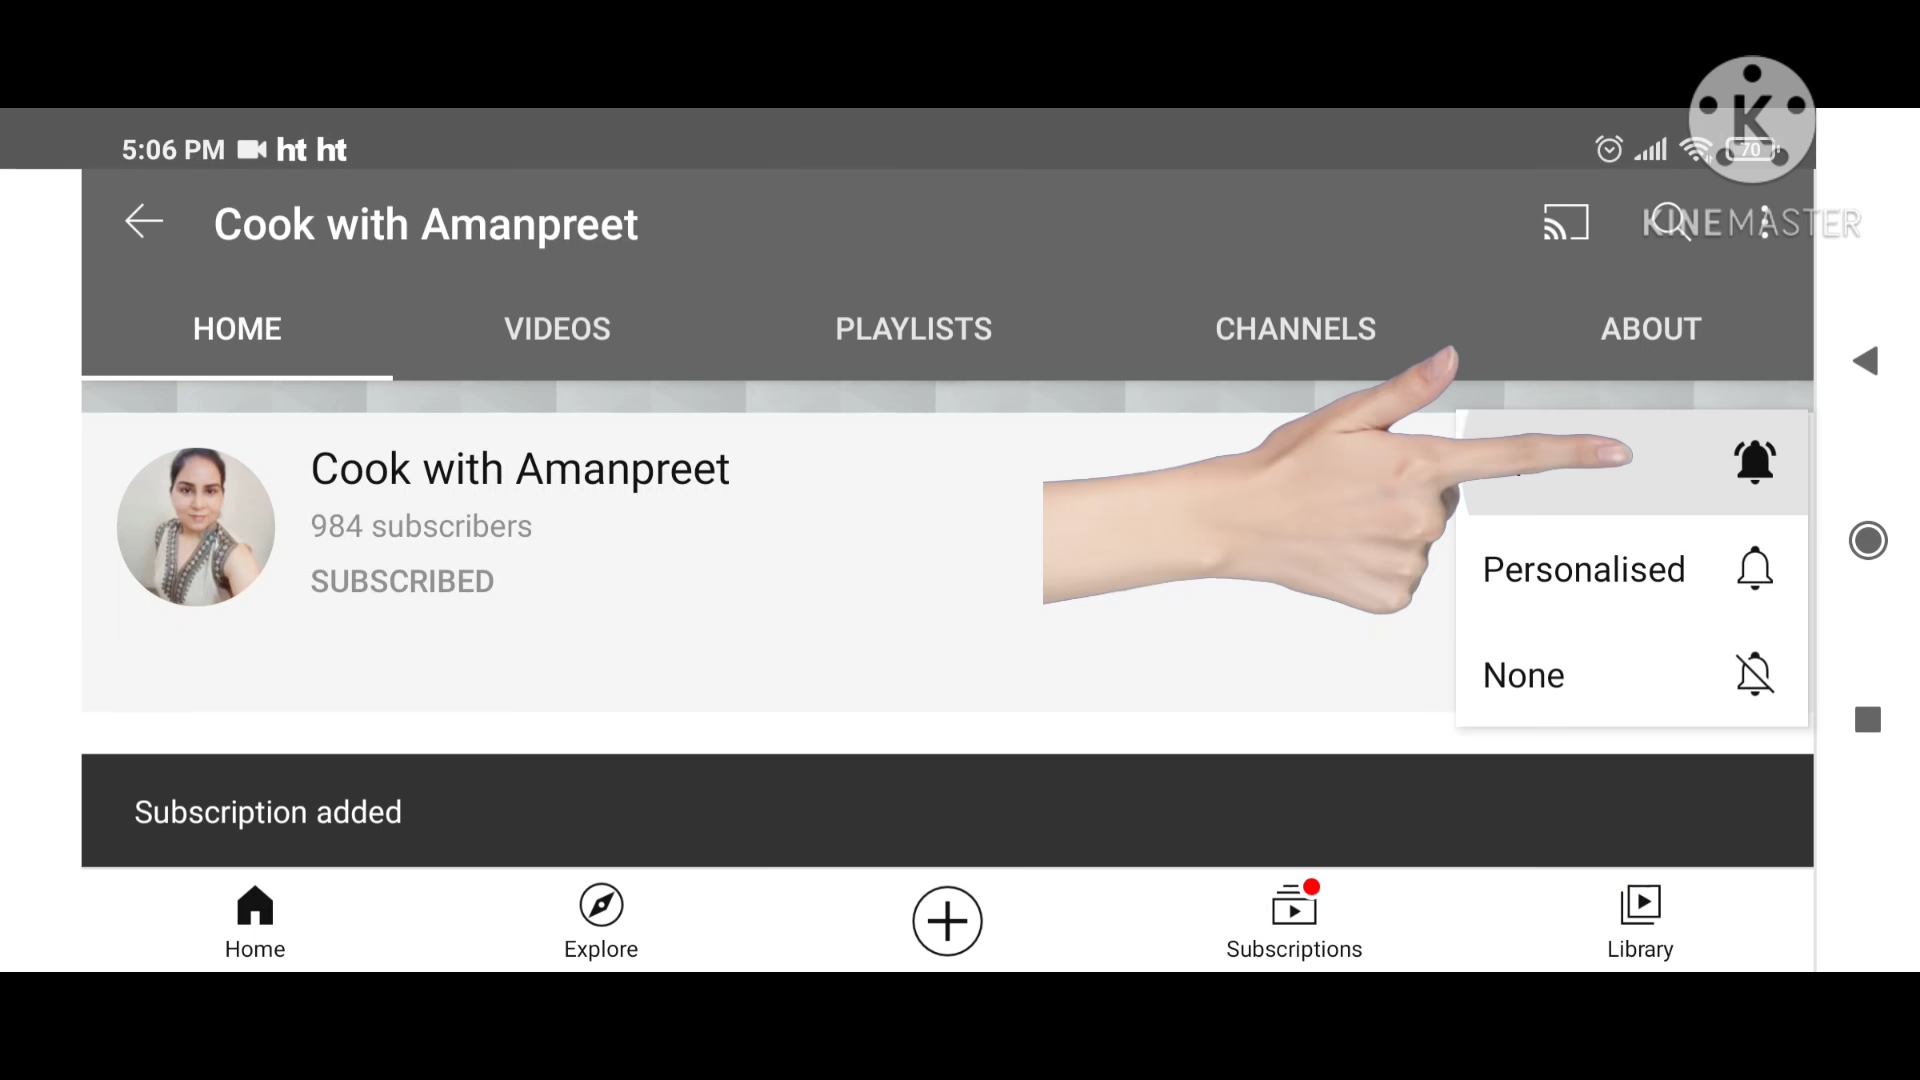 5:06 PM ht ht
70
K
KINEMASTER
Cook with Amanpreet
HOME VIDEOS PLAYLISTS CHANNELS ABOUT
Cook with Amanpreet
984 subscribers
SUBSCRIBED
Personalised
None
Subscription added
Home Explore Subscriptions Library